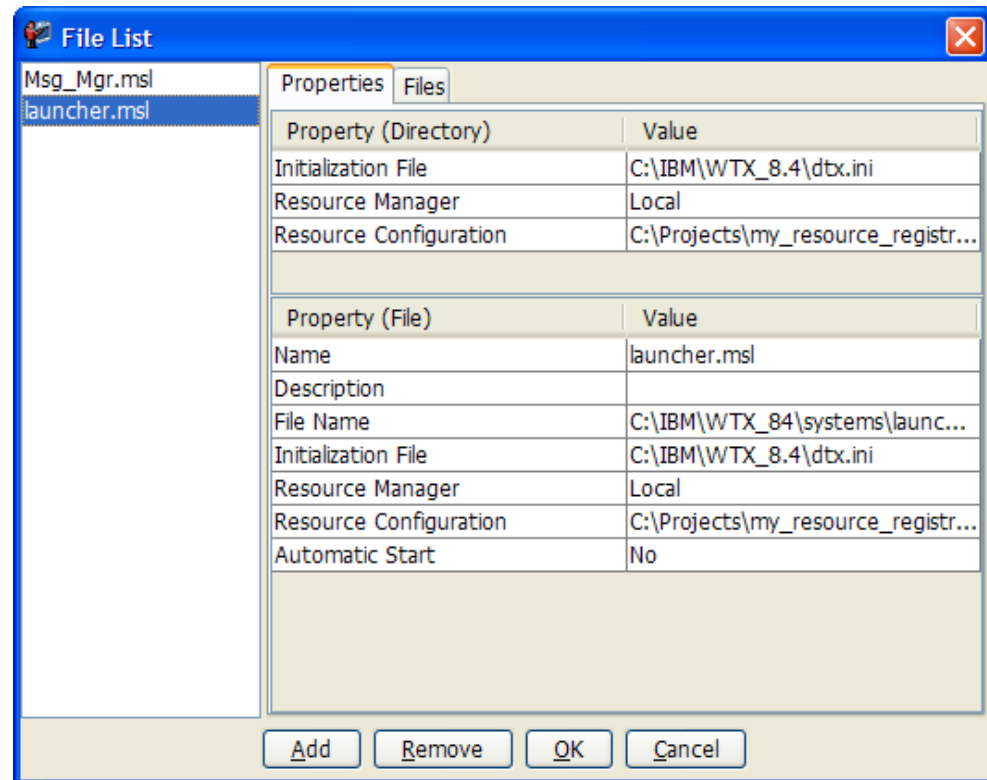 File List
Msg_Mgr.msl
launcher.msl
Properties Files
Property (Directory) Value
Initialization File C:\IBM\WTX_8.4\dtx.ini
Resource Manager Local
Resource Configuration C:\Projects\my_resource_registr...
Property (File) Value
Name launcher.msl
Description
File Name C:\IBM\WTX_84\systems\launc...
Initialization File C:\IBM\WTX_8.4\dtx.ini
Resource Manager Local
Resource Configuration C:\Projects\my_resource_registr...
Automatic Start No
Add Remove OK Cancel